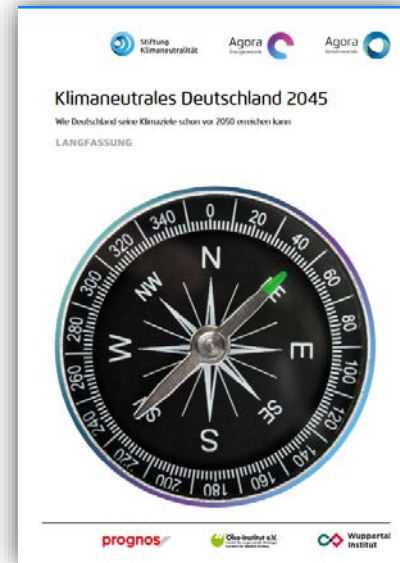 Stiftung
Klimaneutralität
Agora
Energiewende
Agora
Verkehrswende
Klimaneutrales Deutschland 2045
Wie Deutschland seine Klimaziele schon vor 2050 erreichen kann
LANGFASSUNG
0
20
40
60
80
100
120
140
160
180
200
220
240
260
280
300
320
340
N
E
SE
S
W
NW
prognos
Öko-Institut e.V.
Wuppertal
Institut